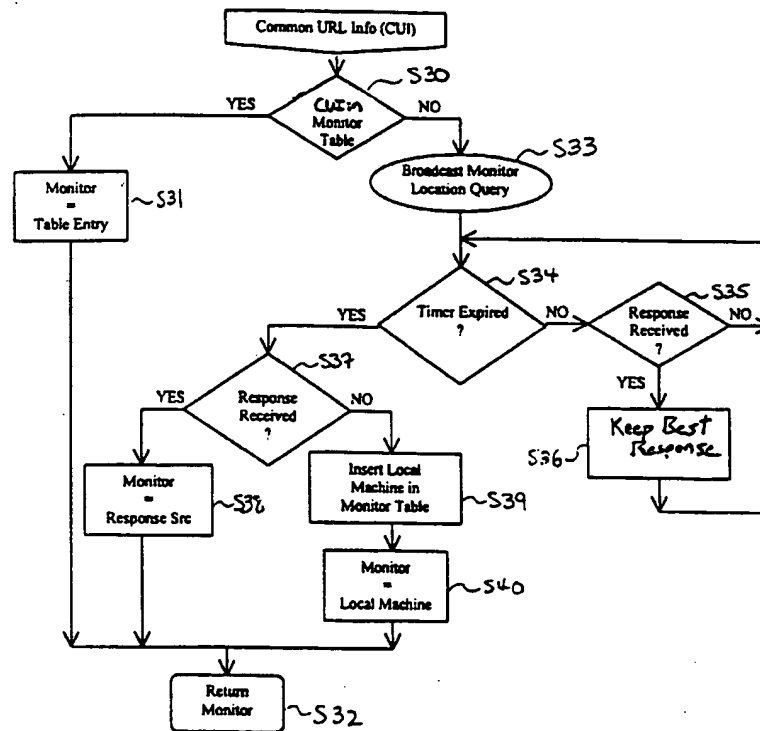 Common URL Info (CUI)
S30
YES
CUI in
Monitor
Table
NO
S33
Broadcast Monitor
Location Query
Monitor
=
Table Entry
S31
S34
Timer Expired
?
YES
NO
S35
Response
Received
?
NO
YES
S37
YES
Response
Received
?
NO
Keep Best
Response
S36
Monitor
=
Response Src
S38
Insert Local
Machine in
Monitor Table
S39
Monitor
=
Local Machine
S40
Return
Monitor
S32